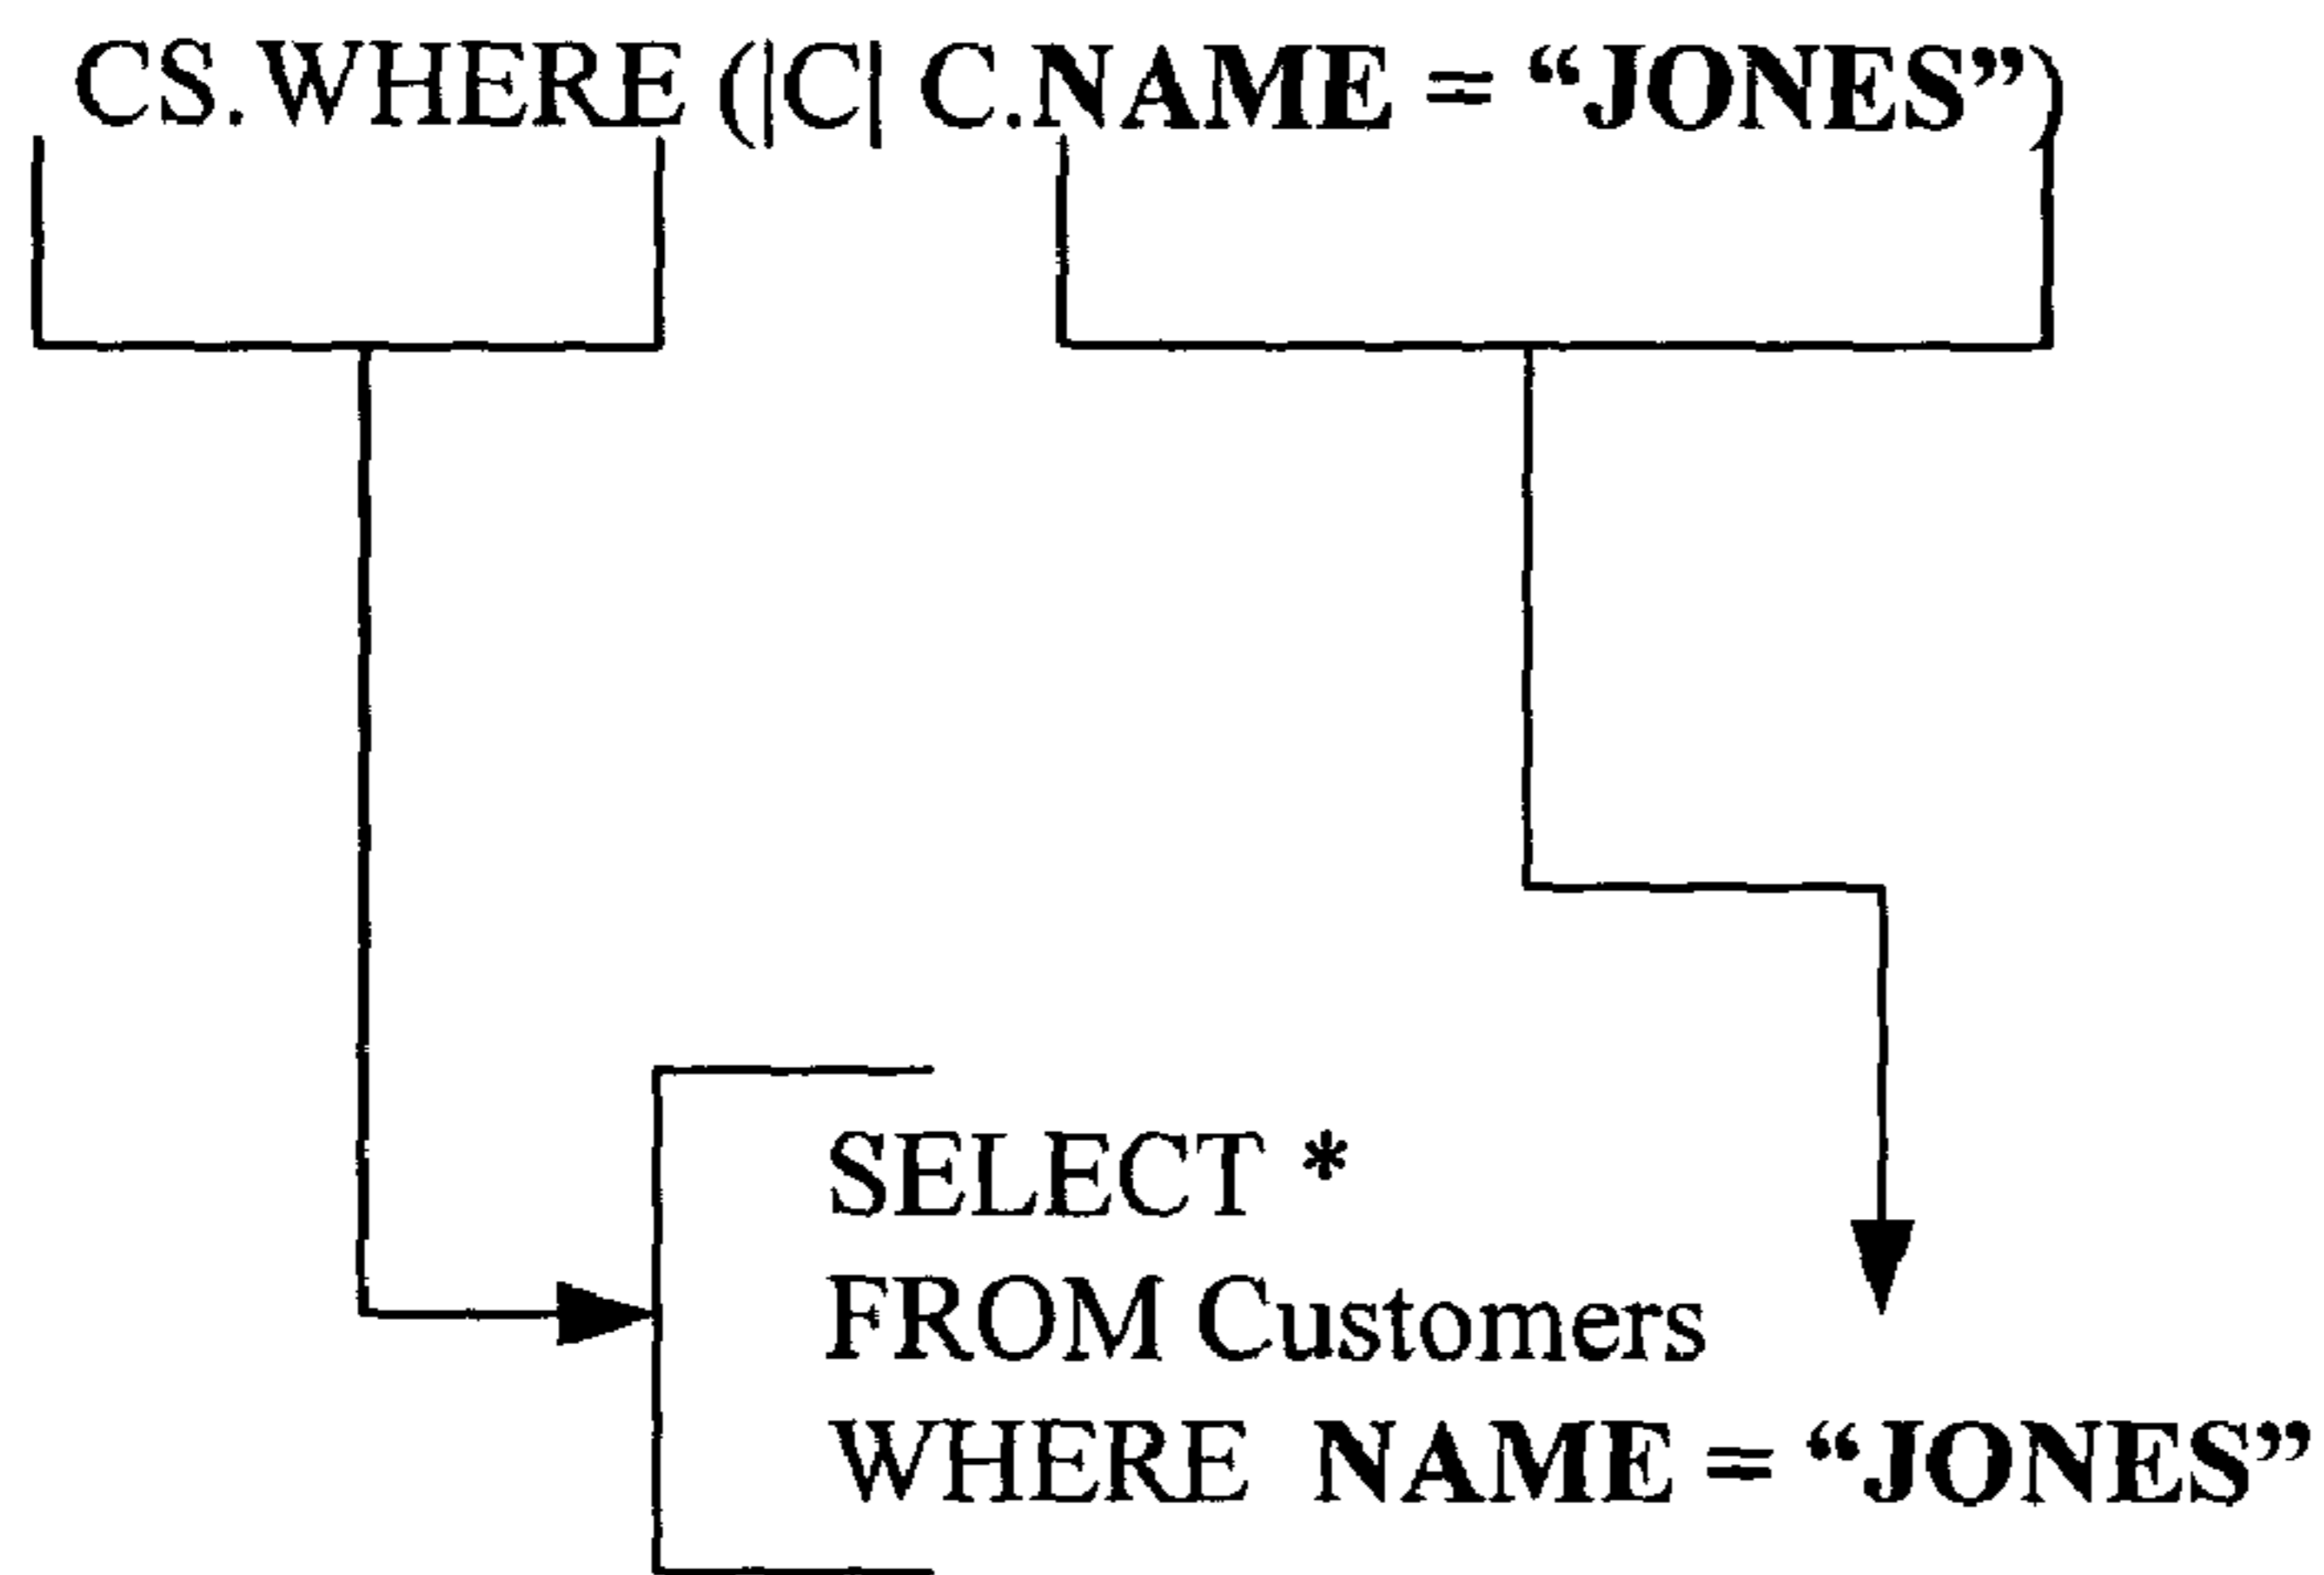 CS.WHERE (|C| C.NAME = “JONES”)
SELECT *
FROM Customers
WHERE NAME = “JONES”